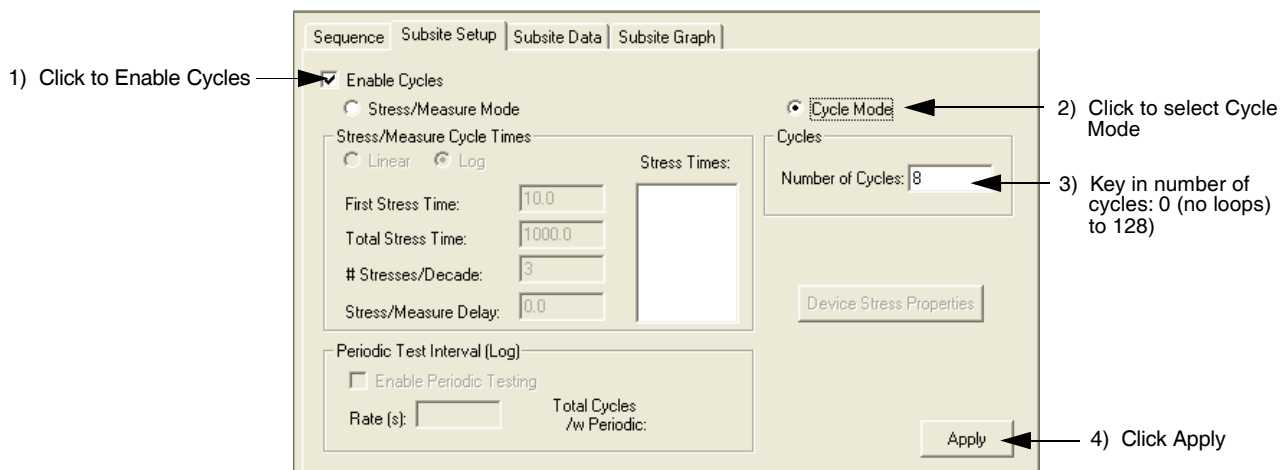 Sequence Subsite Setup Subsite Data Subsite Graph
1) Click to Enable Cycles
Enable Cycles
Stress/Measure Mode
Cycle Mode
2) Click to select Cycle
Mode
Stress/Measure Cycle Times
Linear Log
Stress Times:
First Stress Time: 10.0
Total Stress Time: 1000.0
# Stresses/Decade: 3
Stress/Measure Delay: 0.0
Cycles
Number of Cycles: 8
3) Key in number of
cycles: 0 (no loops)
to 128)
Device Stress Properties
Periodic Test Interval (Log)
Enable Periodic Testing
Rate (s):
Total Cycles
/w Periodic:
Apply
4) Click Apply